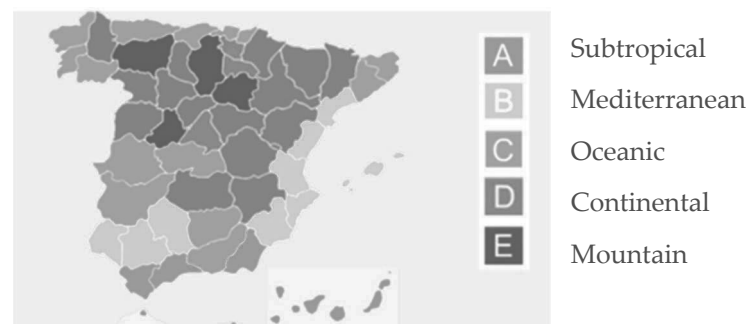 A Subtropical
B Mediterranean
C Oceanic
D Continental
E Mountain